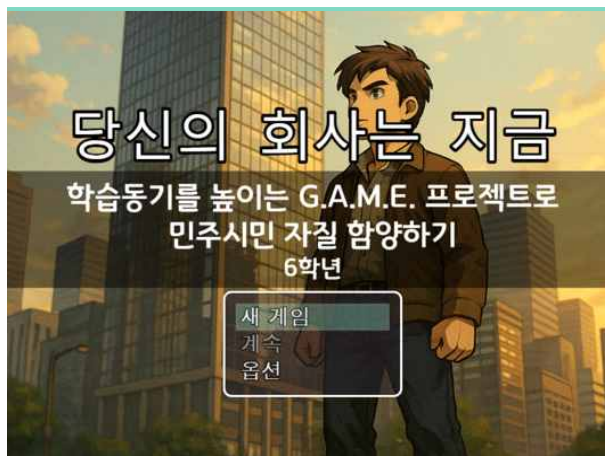 당신의 회사는 지금
학습동기를 높이는 G.A.M.E. 프로젝트로
민주시민 자질 함양하기
6학년
새 게임
계속
옵션